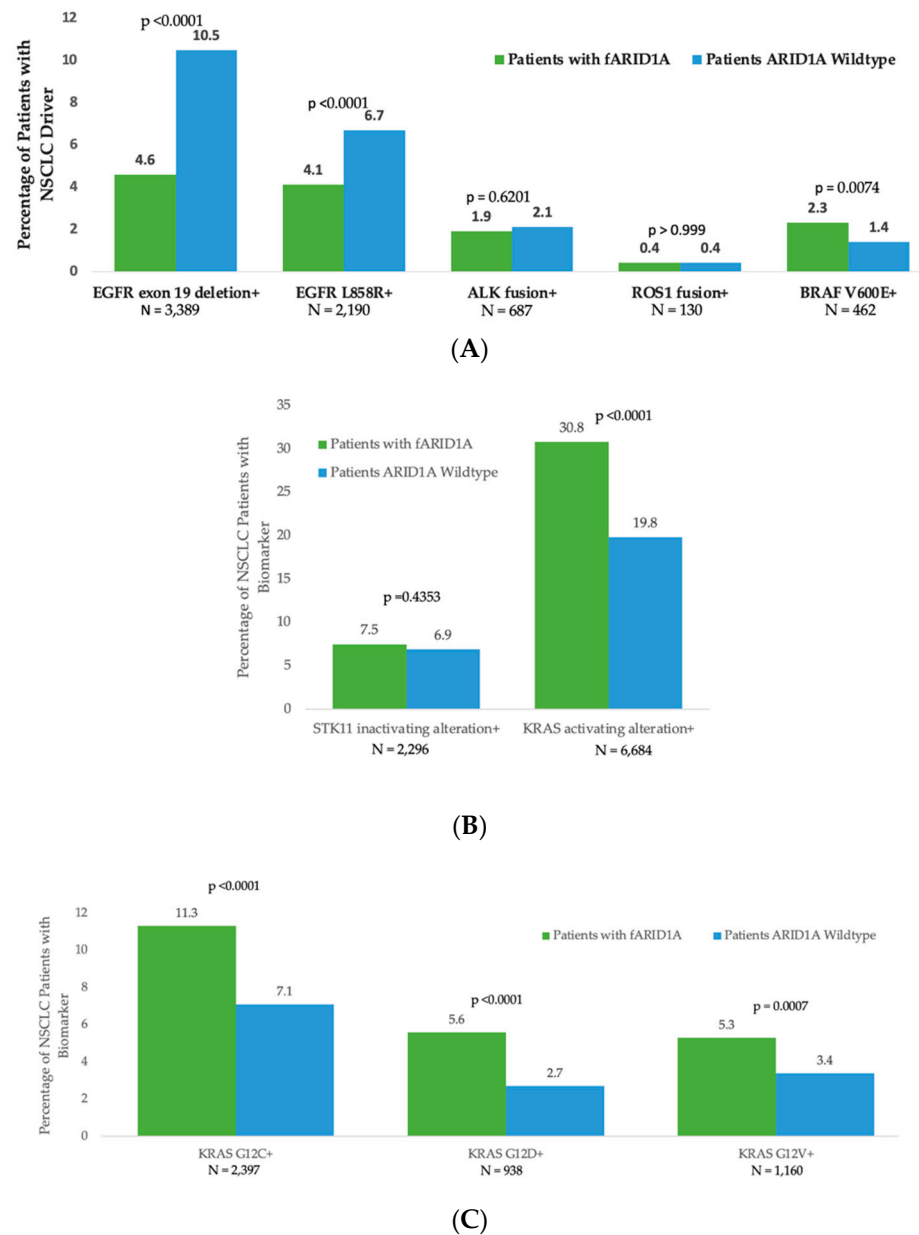 12
10
8
6
4
2
0
Percentage of Patients with
NSCLC Driver
p <0.0001
10.5
4.6
p <0.0001
6.7
4.1
p = 0.6201
1.9
2.1
p > 0.999
0.4
0.4
p = 0.0074
2.3
1.4
Patients with fARID1A
Patients ARID1A Wildtype
EGFR exon 19 deletion+
N = 3,389
EGFR L858R+
N = 2,190
ALK fusion+
N = 687
ROS1 fusion+
N = 130
BRAF V600E+
N = 462
(A)
35
30
25
20
15
10
5
0
Percentage of NSCLC Patients with
Biomarker
Patients with fARID1A
Patients ARID1A Wildtype
p =0.4353
7.5
6.9
p <0.0001
30.8
19.8
STK11 inactivating alteration+
N = 2,296
KRAS activating alteration+
N = 6,684
(B)
12
10
8
6
4
2
0
Percentage of NSCLC Patients with
Biomarker
p <0.0001
11.3
7.1
p <0.0001
5.6
2.7
p = 0.0007
5.3
3.4
Patients with fARID1A
Patients ARID1A Wildtype
KRAS G12C+
N = 2,397
KRAS G12D+
N = 938
KRAS G12V+
N = 1,160
(C)